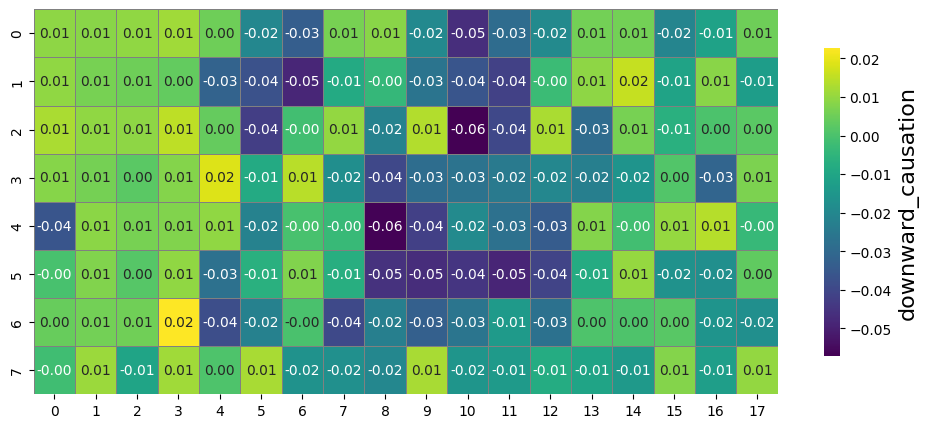 0 0.01 0.01 0.01 0.01 0.00 -0.02 -0.03 0.01 0.01 -0.02 -0.05 -0.03 -0.02 0.01 0.01 -0.02 -0.01 0.01
1 0.01 0.01 0.01 0.00 -0.03 -0.04 -0.05 -0.01 -0.00 -0.03 -0.04 -0.04 -0.00 0.01 0.02 -0.01 0.01 -0.01
2 0.01 0.01 0.01 0.01 0.00 -0.04 -0.00 0.01 -0.02 0.01 -0.06 -0.04 0.01 -0.03 0.01 -0.01 0.00 0.00
3 0.01 0.01 0.00 0.01 0.02 -0.01 0.01 -0.02 -0.04 -0.03 -0.03 -0.02 -0.02 -0.02 -0.02 0.00 -0.03 0.01
4 -0.04 0.01 0.01 0.01 0.01 -0.02 -0.00 -0.00 -0.06 -0.04 -0.02 -0.03 -0.03 0.01 -0.00 0.01 0.01 -0.00
5 -0.00 0.01 0.00 0.01 -0.03 -0.01 0.01 -0.01 -0.05 -0.05 -0.04 -0.05 -0.04 -0.01 0.01 -0.02 -0.02 0.00
6 0.00 0.01 0.01 0.02 -0.04 -0.02 -0.00 -0.04 -0.02 -0.03 -0.03 -0.01 -0.03 0.00 0.00 0.00 -0.02 -0.02
7 -0.00 0.01 -0.01 0.01 0.00 0.01 -0.02 -0.02 -0.02 0.01 -0.02 -0.01 -0.01 -0.01 -0.01 0.01 -0.01 0.01
0 1 2 3 4 5 6 7 8 9 10 11 12 13 14 15 16 17
0.02
0.01
0.00
−0.01
−0.02
−0.03
−0.04
−0.05
downward_causation